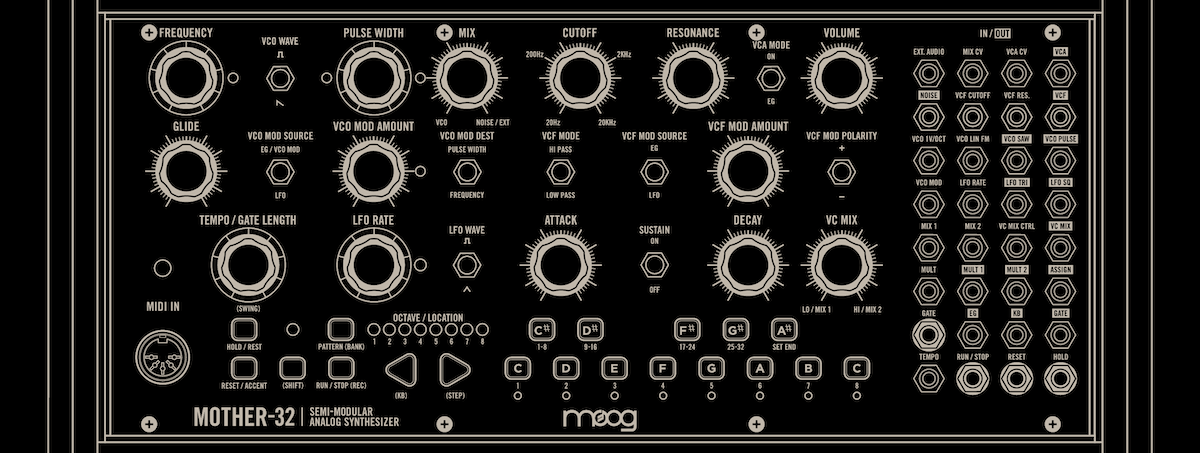 FREQUENCY
VCO WAVE
PULSE WIDTH
MIX
CUTOFF
RESONANCE
VCA MODE
ON
EG
VOLUME
IN / OUT
200Hz
2KHz
VCO
NOISE / EXT
20Hz
20KHz
EXT. AUDIO
MIX CV
VCA CV
VCA
NOISE
VCF CUTOFF
VCF RES.
VCF
GLIDE
VCO MOD SOURCE
EG / VCO MOD
LFO
VCO MOD AMOUNT
VCO MOD DEST
PULSE WIDTH
FREQUENCY
VCF MODE
HI PASS
LOW PASS
VCF MOD SOURCE
EG
LFO
VCF MOD AMOUNT
VCF MOD POLARITY
+
−
VCO 1V/OCT
VCO LIN FM
VCO SAW
VCO PULSE
VCO MOD
LFO RATE
LFO TRI
LFO SQ
TEMPO / GATE LENGTH
(SWING)
LFO RATE
LFO WAVE
ATTACK
SUSTAIN
ON
OFF
DECAY
VC MIX
LO / MIX 1
HI / MIX 2
MIX 1
MIX 2
VC MIX CTRL
VC MIX
MULT
MULT 1
MULT 2
ASSIGN
MIDI IN
HOLD / REST
PATTERN (BANK)
OCTAVE / LOCATION
1 2 3 4 5 6 7 8
C# D# F# G# A#
1-8 9-16 17-24 25-32 SET END
GATE
EG
KB
GATE
RESET / ACCENT
(SHIFT)
RUN / STOP (REC)
(KB)
(STEP)
C D E F G A B C
1 2 3 4 5 6 7 8
TEMPO
RUN / STOP
RESET
HOLD
MOTHER-32
SEMI-MODULAR
ANALOG SYNTHESIZER
moog